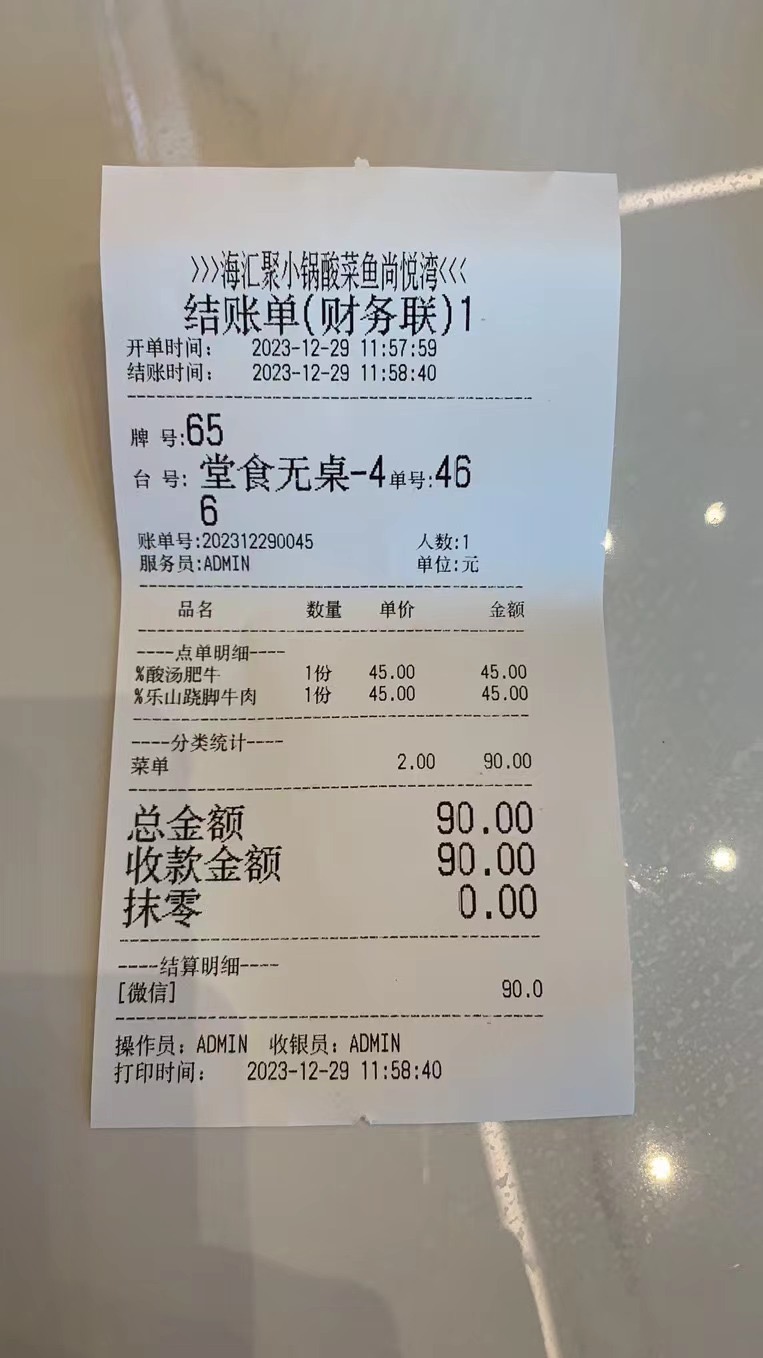 >>>海汇聚小锅酸菜鱼尚悦湾<<<
结账单(财务联)1
开单时间： 2023-12-29 11:57:59
结账时间： 2023-12-29 11:58:40
牌 号:65
台 号: 堂食无桌-4单号:46
6
账单号:202312290045 人数:1
服务员:ADMIN 单位:元
品名 数量 单价 金额
----点单明细----
%酸汤肥牛 1份 45.00 45.00
%乐山跷脚牛肉 1份 45.00 45.00
----分类统计----
菜单 2.00 90.00
总金额 90.00
收款金额 90.00
抹零 0.00
----结算明细----
[微信] 90.0
操作员：ADMIN 收银员：ADMIN
打印时间： 2023-12-29 11:58:40